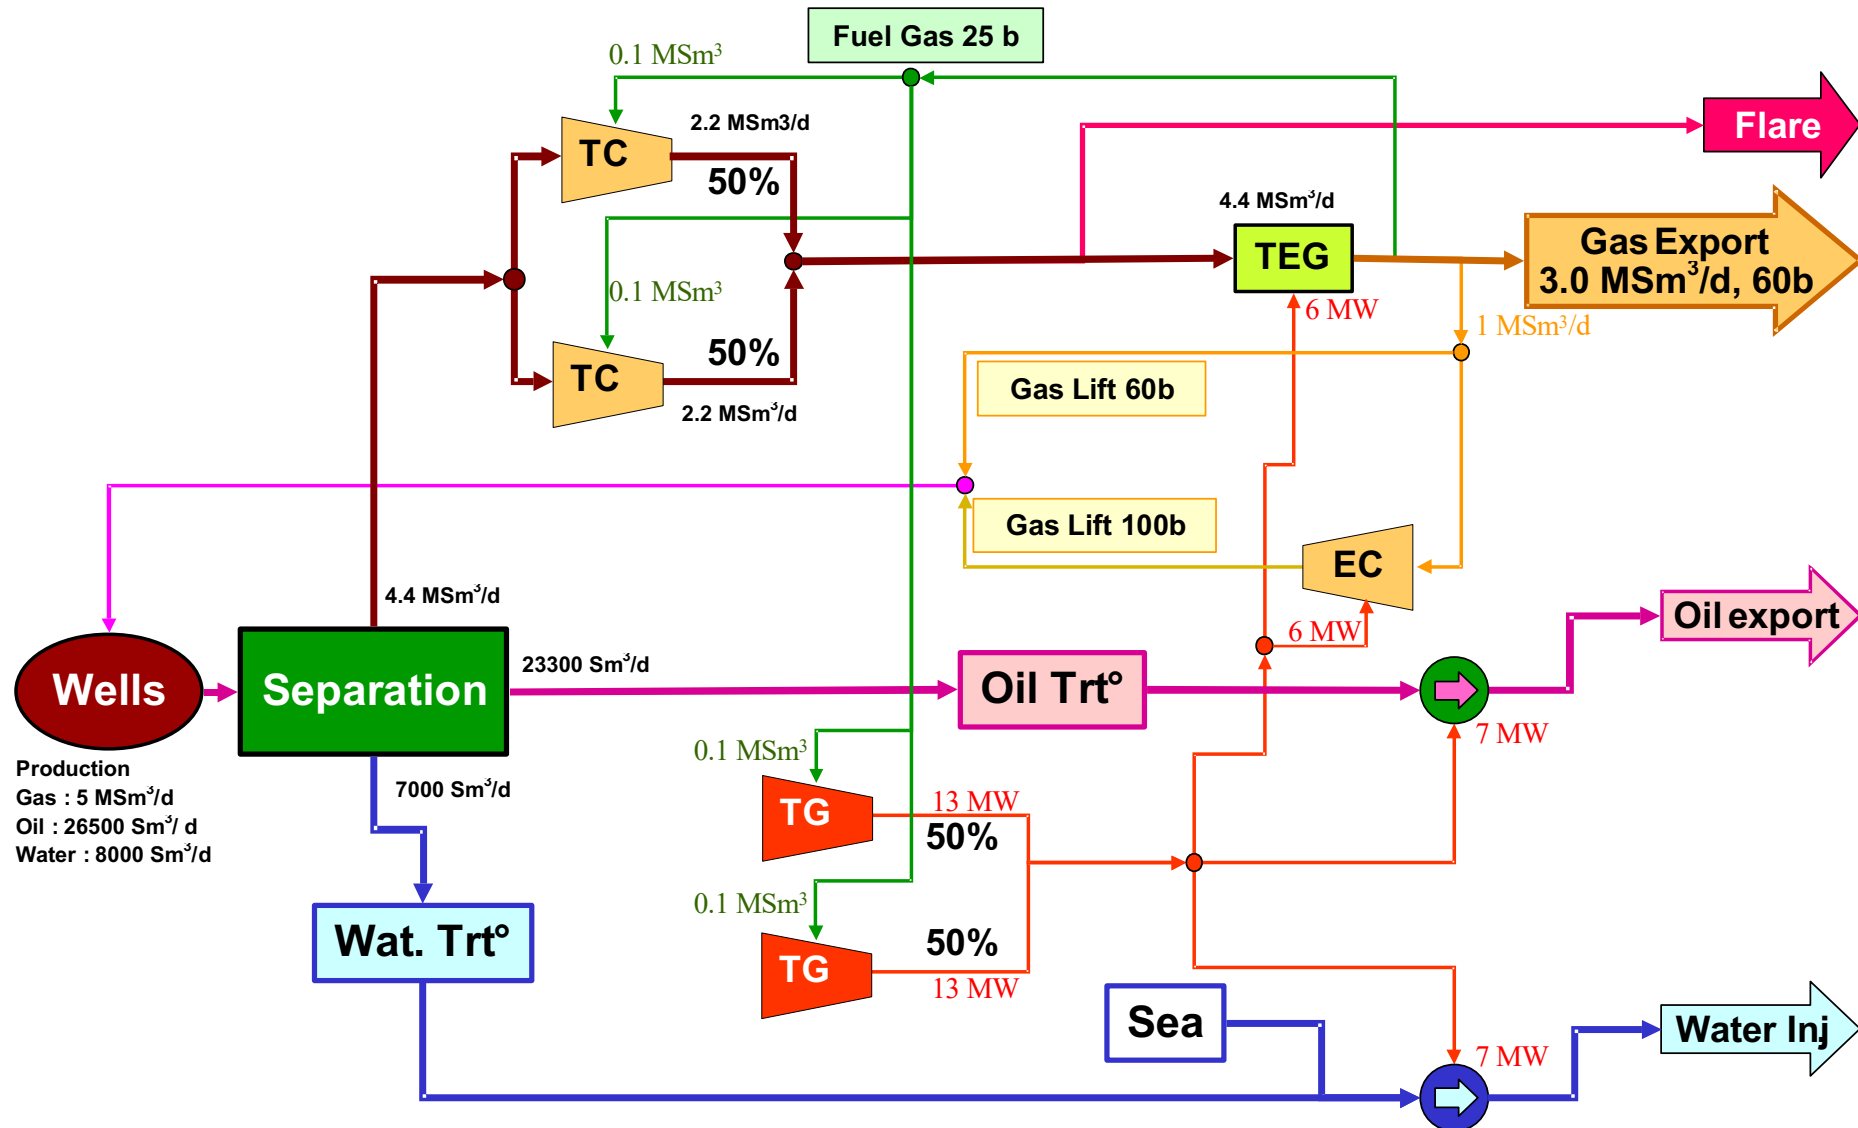 Fuel Gas 25 b
0.1 MSm³
Flare
2.2 MSm3/d
TC
50%
4.4 MSm³/d
TEG
Gas Export
3.0 MSm³/d, 60b
0.1 MSm³
6 MW
1 MSm³/d
50%
TC
2.2 MSm³/d
Gas Lift 60b
Gas Lift 100b
EC
4.4 MSm³/d
6 MW
Oil export
Wells
Separation
23300 Sm³/d
Oil Trt°
7 MW
Production
Gas : 5 MSm³/d
Oil : 26500 Sm³/ d
Water : 8000 Sm³/d
7000 Sm³/d
0.1 MSm³
TG
13 MW
50%
0.1 MSm³
Wat. Trt°
50%
TG
13 MW
Sea
7 MW
Water Inj